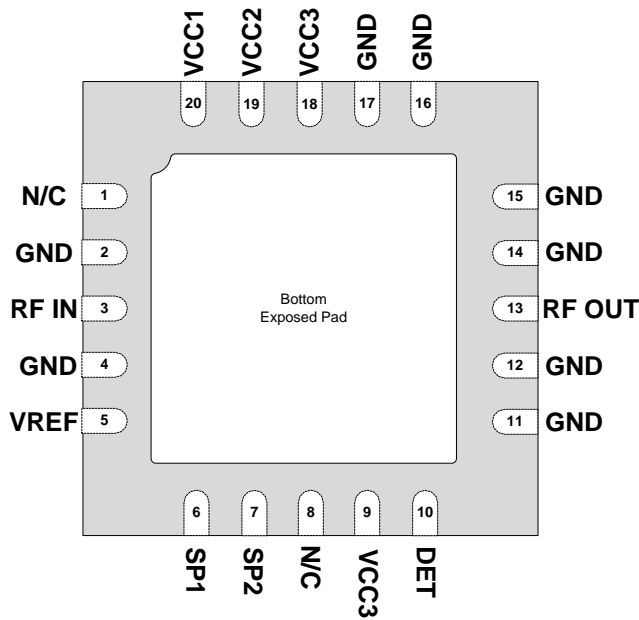 VCC1
VCC2
VCC3
GND
GND
20
19
18
17
16
N/C
1
15
GND
GND
2
14
GND
RF IN
3
Bottom
Exposed Pad
13
RF OUT
GND
4
12
GND
VREF
5
11
GND
6
7
8
9
10
SP1
SP2
N/C
VCC3
DET